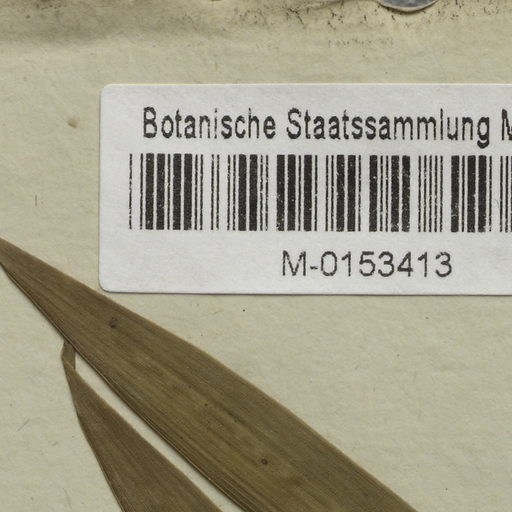 Botanische Staatssammlung M
M-0153413